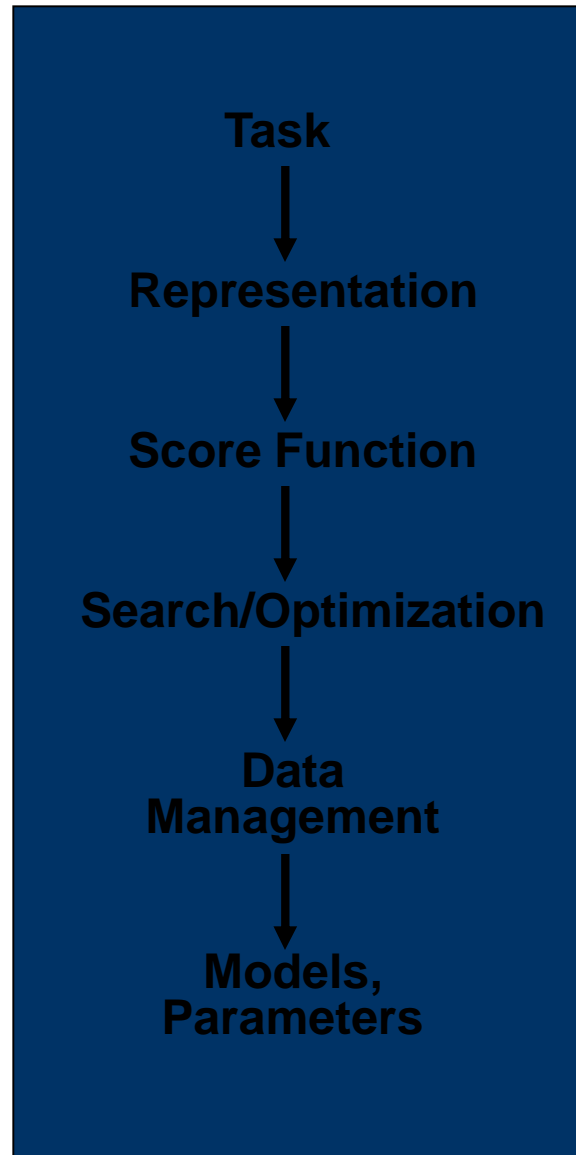 Task
Representation
Score Function
Search/Optimization
Data
Management
Models,
Parameters